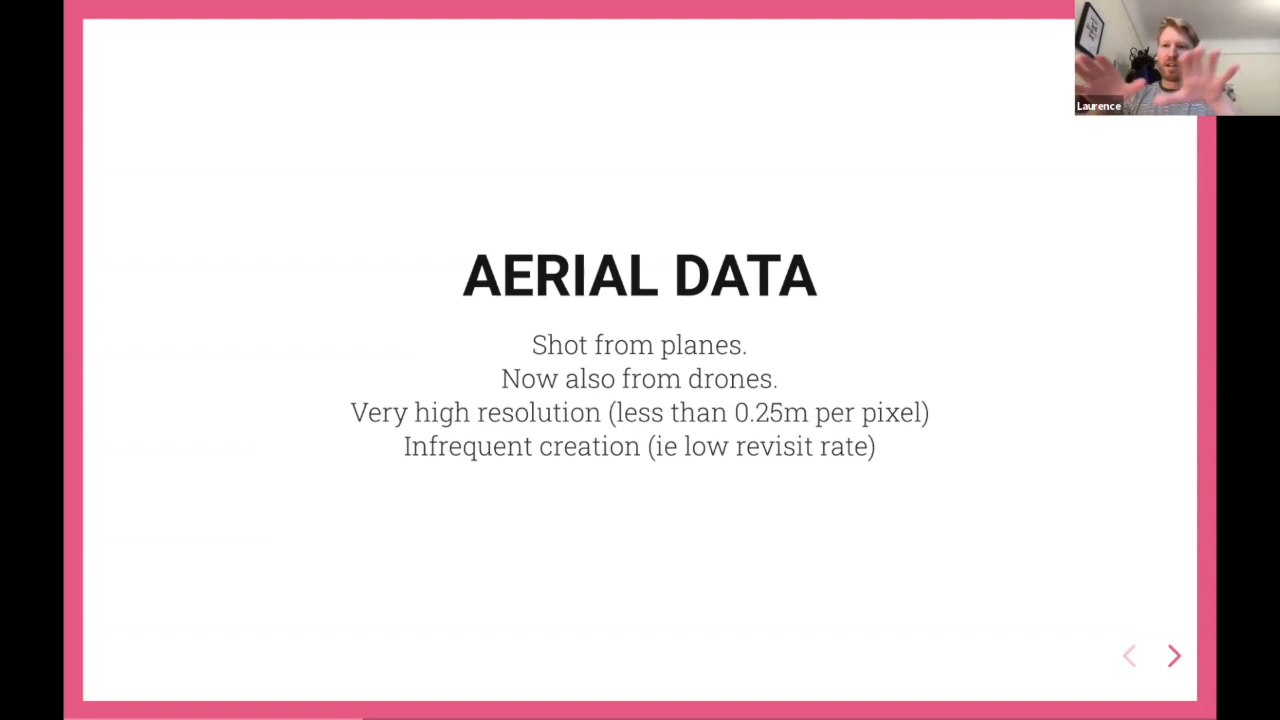 Laurence
AERIAL DATA
Shot from planes.
Now also from drones.
Very high resolution (less than 0.25m per pixel)
Infrequent creation (ie low revisit rate)